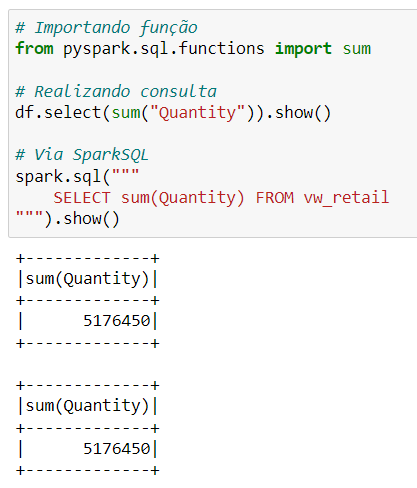 # Importando função
from pyspark.sql.functions import sum

# Realizando consulta
df.select(sum("Quantity")).show()

# Via SparkSQL
spark.sql("""
    SELECT sum(Quantity) FROM vw_retail
""").show()

+-------------+
|sum(Quantity)|
+-------------+
|      5176450|
+-------------+

+-------------+
|sum(Quantity)|
+-------------+
|      5176450|
+-------------+